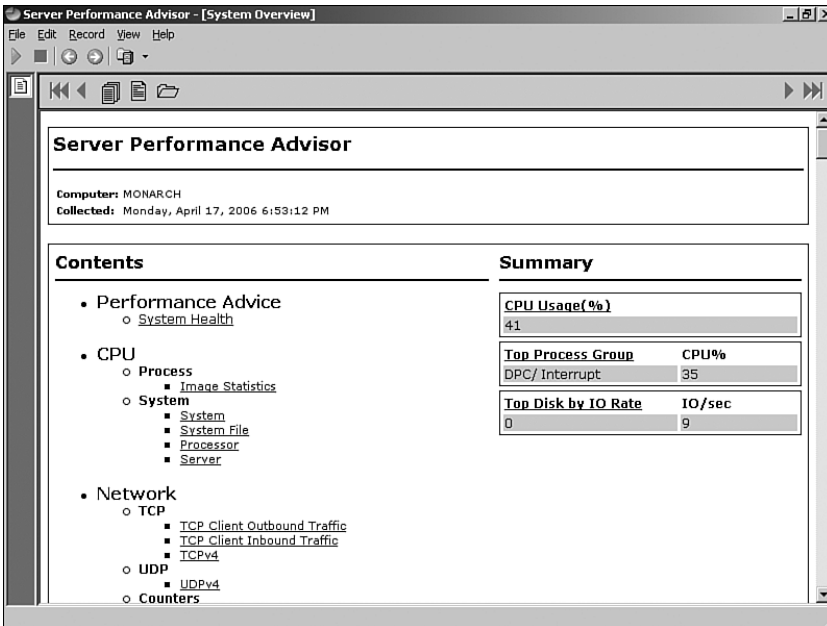 Server Performance Advisor - [System Overview]
File Edit Record View Help
Server Performance Advisor
Computer: MONARCH
Collected: Monday, April 17, 2006 6:53:12 PM
Contents
Performance Advice
System Health
CPU
Process
Image Statistics
System
System
System File
Processor
Server
Network
TCP
TCP Client Outbound Traffic
TCP Client Inbound Traffic
TCPv4
UDP
UDPv4
Counters
Summary
CPU Usage(%)
41
Top Process Group CPU%
DPC/ Interrupt 35
Top Disk by IO Rate IO/sec
0 9